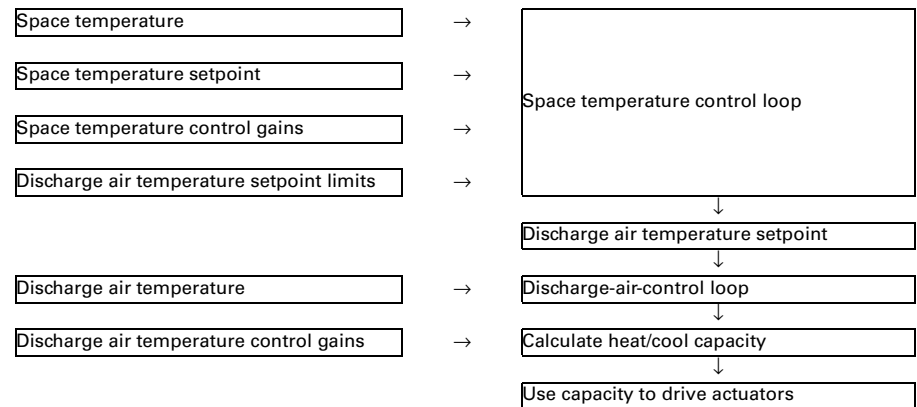 Space temperature →
Space temperature setpoint →
Space temperature control loop
Space temperature control gains →
Discharge air temperature setpoint limits →
↓
Discharge air temperature setpoint
↓
Discharge air temperature → Discharge-air-control loop
↓
Discharge air temperature control gains → Calculate heat/cool capacity
↓
Use capacity to drive actuators